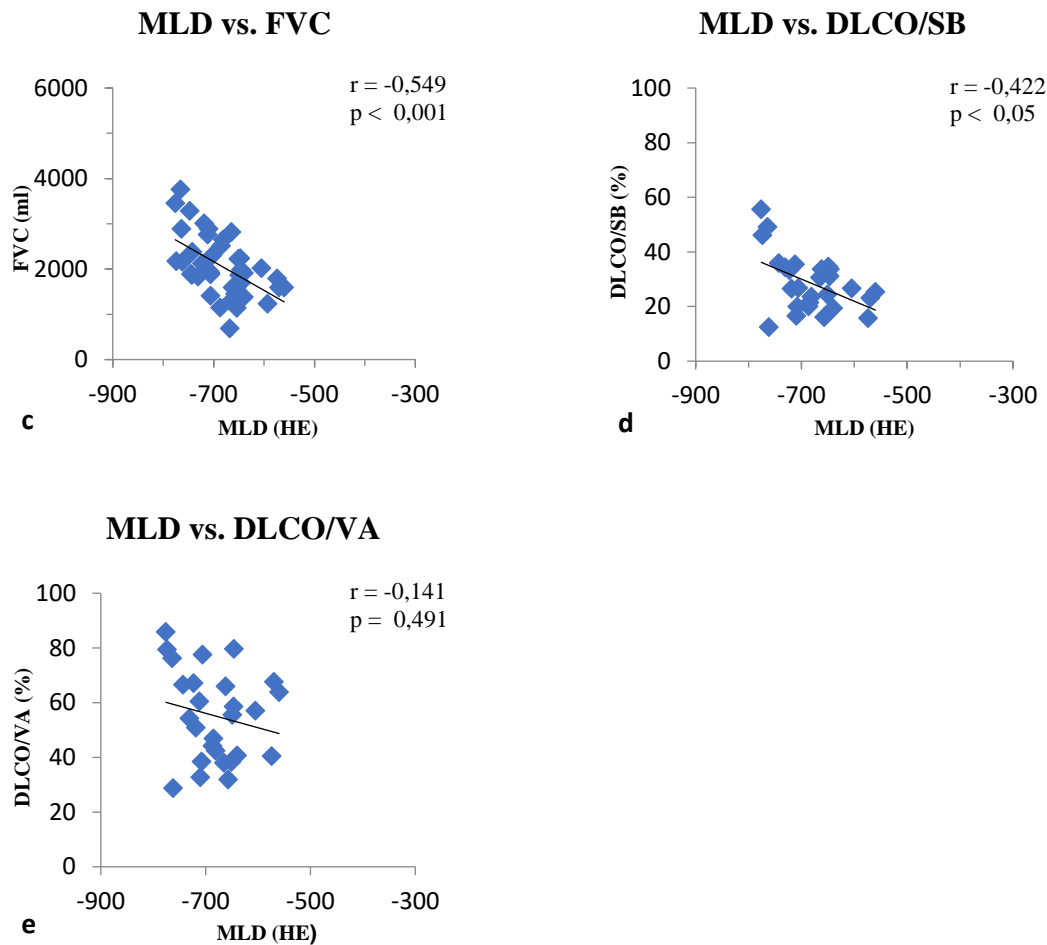 MLD vs. FVC
r = -0,549
p < 0,001
6000
4000
2000
0
FVC (ml)
-900 -700 -500 -300
MLD (HE)
c
MLD vs. DLCO/SB
r = -0,422
p < 0,05
100
80
60
40
20
0
DLCO/SB (%)
-900 -700 -500 -300
MLD (HE)
d
MLD vs. DLCO/VA
r = -0,141
p = 0,491
100
80
60
40
20
0
DLCO/VA (%)
-900 -700 -500 -300
MLD (HE)
e